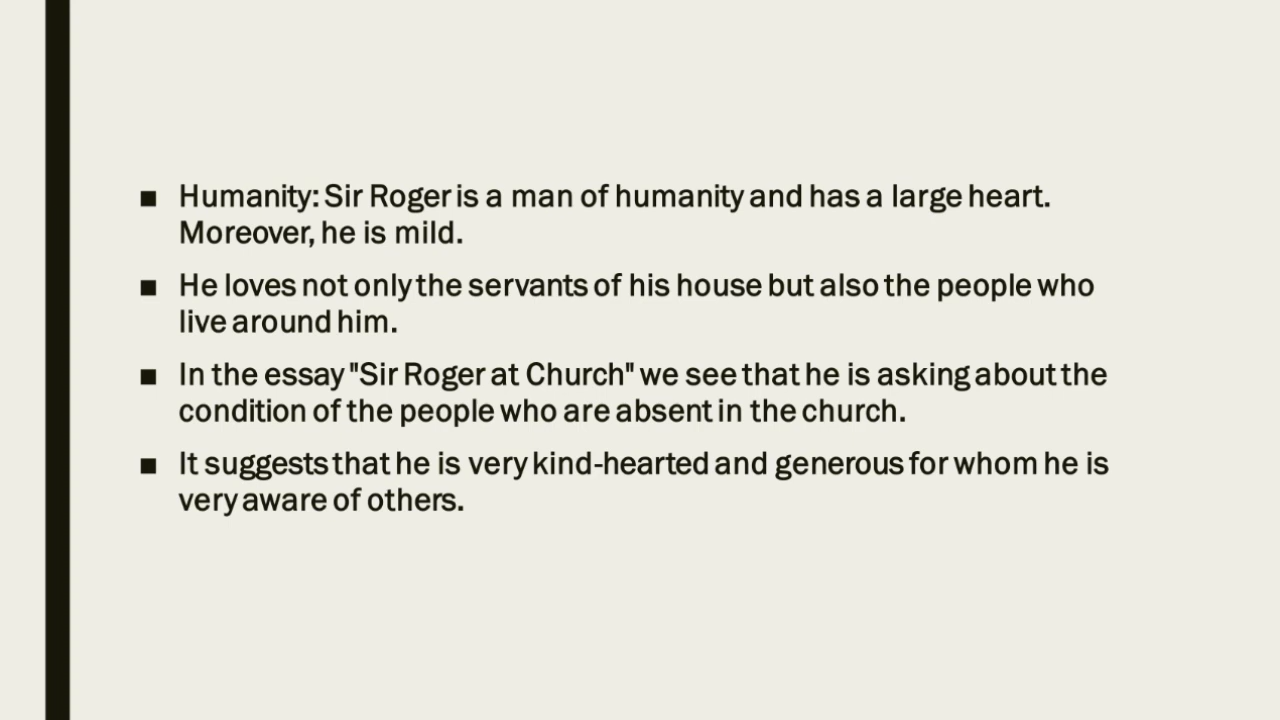 ■ Humanity: Sir Roger is a man of humanity and has a large heart.
Moreover, he is mild.
■ He loves not only the servants of his house but also the people who
live around him.
■ In the essay "Sir Roger at Church" we see that he is asking about the
condition of the people who are absent in the church.
■ It suggests that he is very kind-hearted and generous for whom he is
very aware of others.